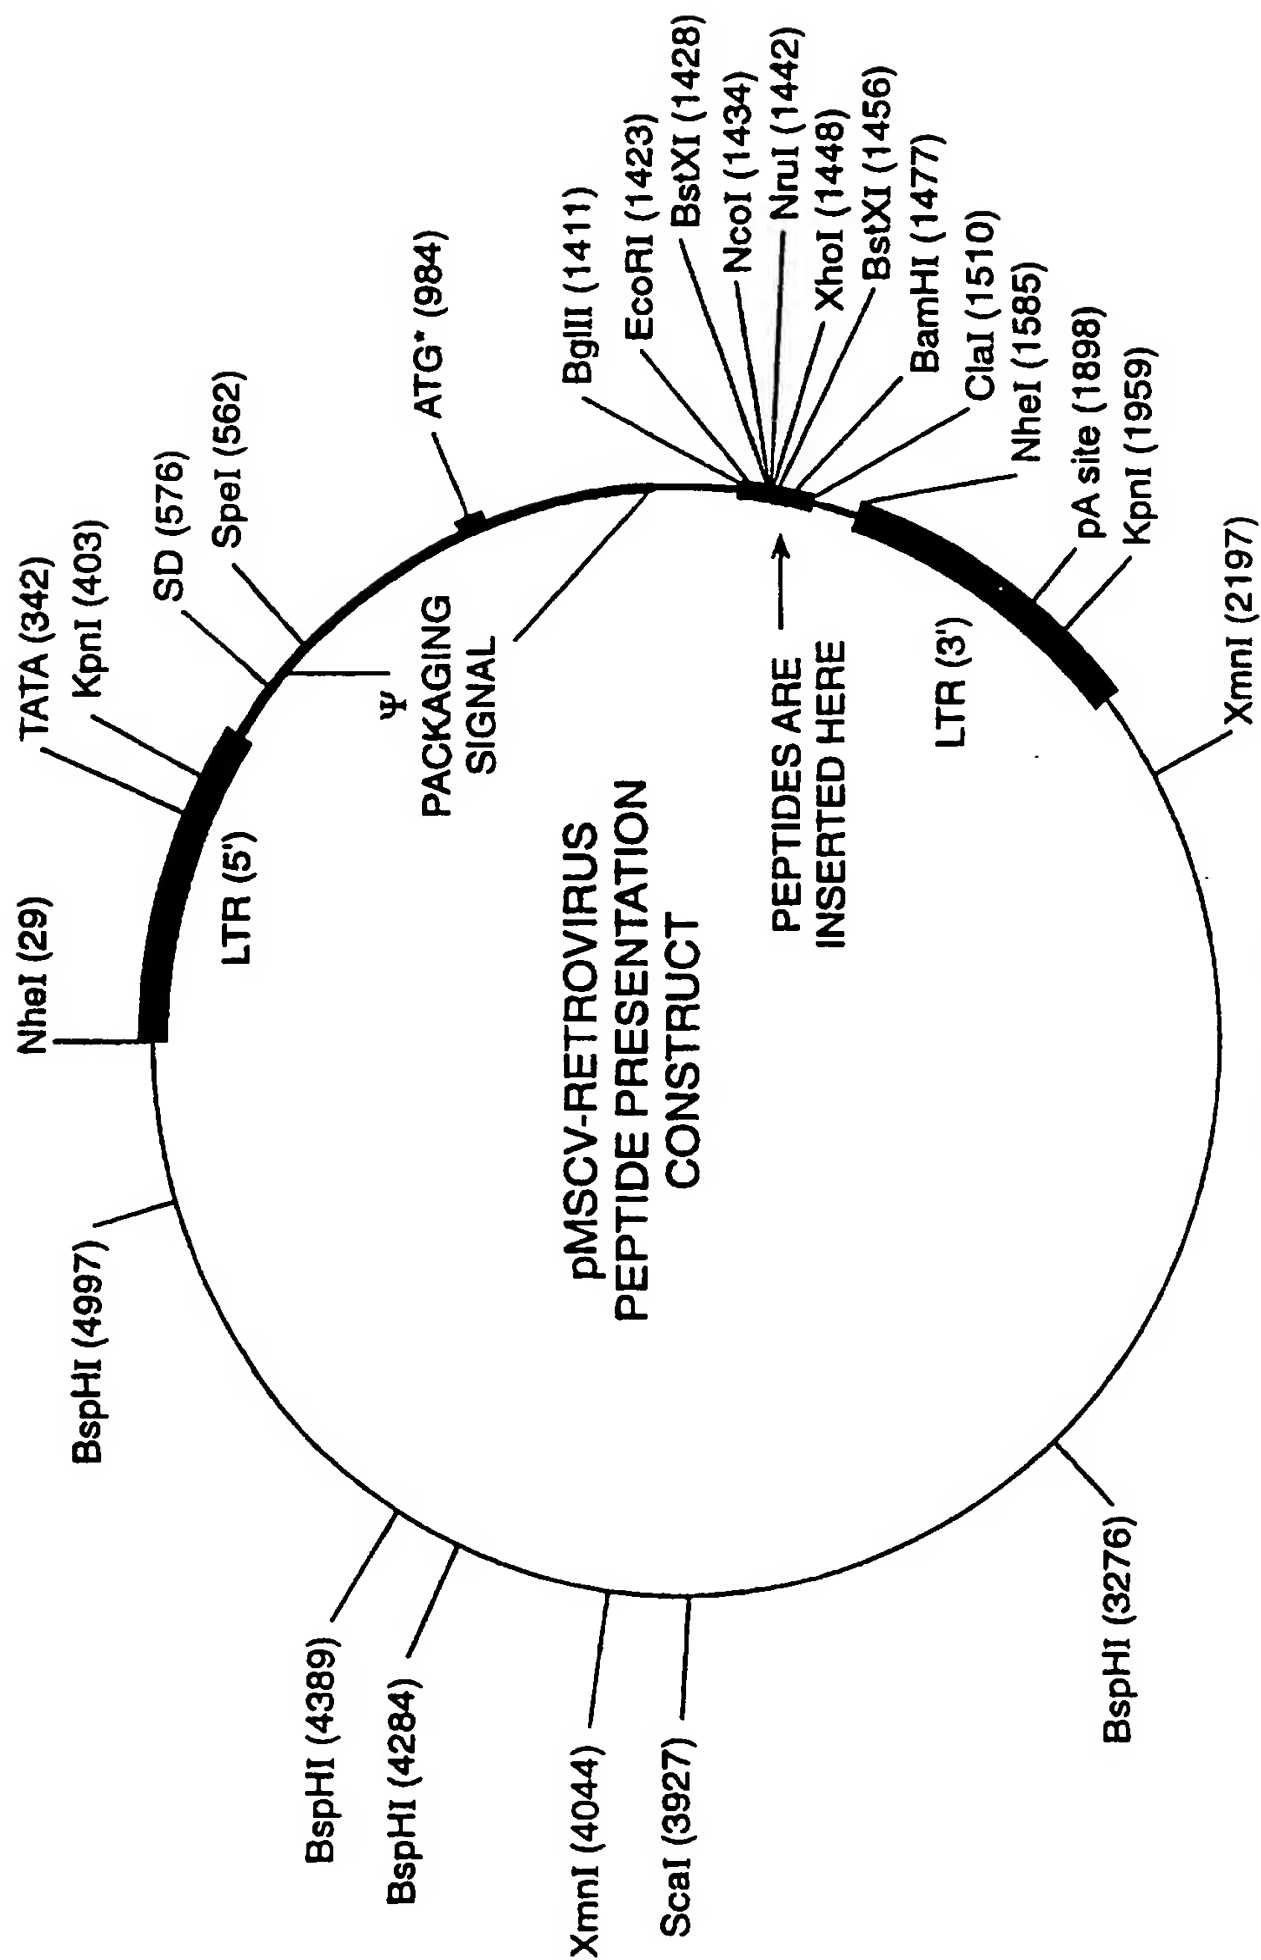 NheI (29)
TATA (342)
KpnI (403)
SD (576)
SpeI (562)
ATG* (984)
BglII (1411)
EcoRI (1423)
BstXI (1428)
NcoI (1434)
NruI (1442)
XhoI (1448)
BstXI (1456)
BamHI (1477)
ClaI (1510)
NheI (1585)
pA site (1898)
KpnI (1959)
XmnI (2197)
BspHI (3276)
ScaI (3927)
XmnI (4044)
BspHI (4284)
BspHI (4389)
BspHI (4997)
LTR (5')
Ψ
PACKAGING
SIGNAL
PEPTIDES ARE
INSERTED HERE
LTR (3')
pMSCV-RETROVIRUS
PEPTIDE PRESENTATION
CONSTRUCT